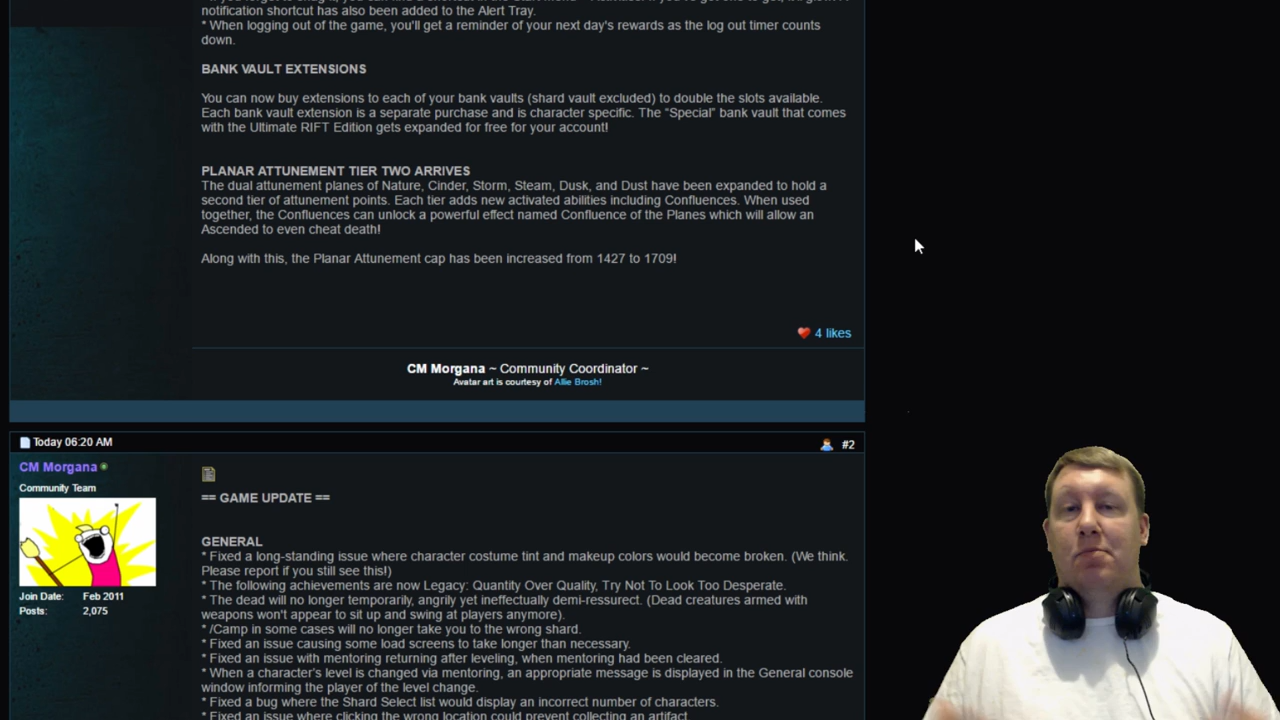 notification shortcut has also been added to the Alert Tray.
* When logging out of the game, you'll get a reminder of your next day's rewards as the log out timer counts
down.
BANK VAULT EXTENSIONS
You can now buy extensions to each of your bank vaults (shard vault excluded) to double the slots available.
Each bank vault extension is a separate purchase and is character specific. The "Special" bank vault that comes
with the Ultimate RIFT Edition gets expanded for free for your account!
PLANAR ATTUNEMENT TIER TWO ARRIVES
The dual attunement planes of Nature, Cinder, Storm, Steam, Dusk, and Dust have been expanded to hold a
second tier of attunement points. Each tier adds new activated abilities including Confluences. When used
together, the Confluences can unlock a powerful effect named Confluence of the Planes which will allow an
Ascended to even cheat death!
Along with this, the Planar Attunement cap has been increased from 1427 to 1709!
4 likes
CM Morgana ~ Community Coordinator ~
Avatar art is courtesy of Allie Brosh!
Today 06:20 AM
#2
CM Morgana
Community Team
Join Date: Feb 2011
Posts: 2,075
== GAME UPDATE ==
GENERAL
* Fixed a long-standing issue where character costume tint and makeup colors would become broken. (We think.
Please report if you still see this!)
* The following achievements are now Legacy: Quantity Over Quality, Try Not To Look Too Desperate.
* The dead will no longer temporarily, angrily yet ineffectually demi-ressurect. (Dead creatures armed with
weapons won't appear to sit up and swing at players anymore).
* /Camp in some cases will no longer take you to the wrong shard.
* Fixed an issue causing some load screens to take longer than necessary.
* Fixed an issue with mentoring returning after leveling, when mentoring had been cleared.
* When a character's level is changed via mentoring, an appropriate message is displayed in the General console
window informing the player of the level change.
* Fixed a bug where the Shard Select list would display an incorrect number of characters.
* Fixed an issue where clicking the wrong location could prevent collecting an artifact.